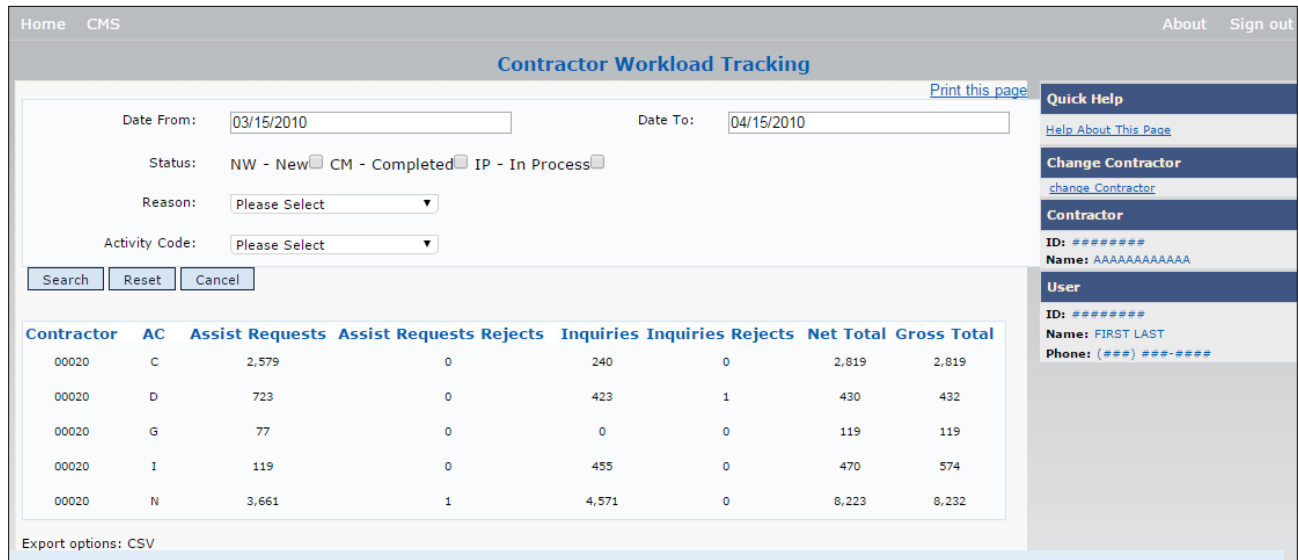 Home CMS About Sign out
Contractor Workload Tracking
Print this page
Date From: 03/15/2010 Date To: 04/15/2010
Status: NW - New CM - Completed IP - In Process
Reason: Please Select
Activity Code: Please Select
Search Reset Cancel
Contractor AC Assist Requests Assist Requests Rejects Inquiries Inquiries Rejects Net Total Gross Total
00020 C 2,579 0 240 0 2,819 2,819
00020 D 723 0 423 1 430 432
00020 G 77 0 0 0 119 119
00020 I 119 0 455 0 470 574
00020 N 3,661 1 4,571 0 8,223 8,232
Export options: CSV
Quick Help
Help About This Page
Change Contractor
change Contractor
Contractor
ID: ########
Name: AAAAAAAAAAAA
User
ID: ########
Name: FIRST LAST
Phone: (###) ###-####